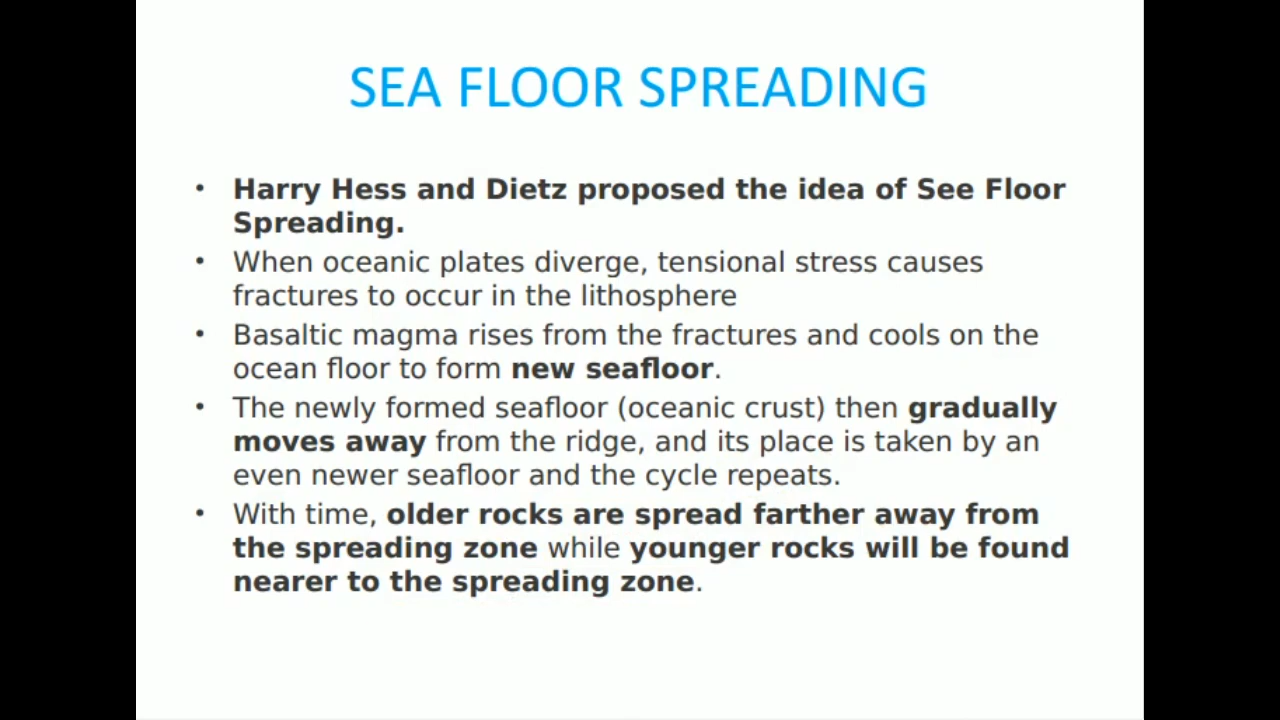 SEA FLOOR SPREADING
• Harry Hess and Dietz proposed the idea of See Floor
Spreading.
• When oceanic plates diverge, tensional stress causes
fractures to occur in the lithosphere
• Basaltic magma rises from the fractures and cools on the
ocean floor to form new seafloor.
• The newly formed seafloor (oceanic crust) then gradually
moves away from the ridge, and its place is taken by an
even newer seafloor and the cycle repeats.
• With time, older rocks are spread farther away from
the spreading zone while younger rocks will be found
nearer to the spreading zone.